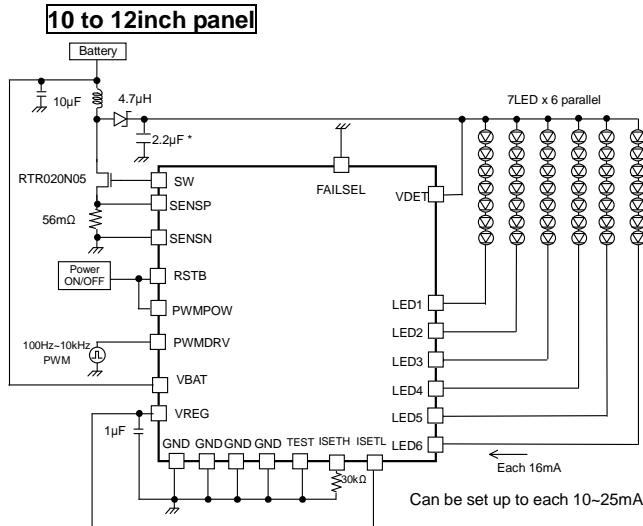 10 to 12inch panel
Battery
10µF
4.7µH
2.2µF *
7LED x 6 parallel
RTR020N05
56mΩ
SW
FAILSEL
VDET
SENSP
SENSN
Power
ON/OFF
RSTB
PWMPOW
100Hz~10kHz
PWM
PWMDRV
VBAT
VREG
1µF
LED1
LED2
LED3
LED4
LED5
LED6
GND GND GND GND TEST ISETH ISETL
30kΩ
Each 16mA
Can be set up to each 10~25mA